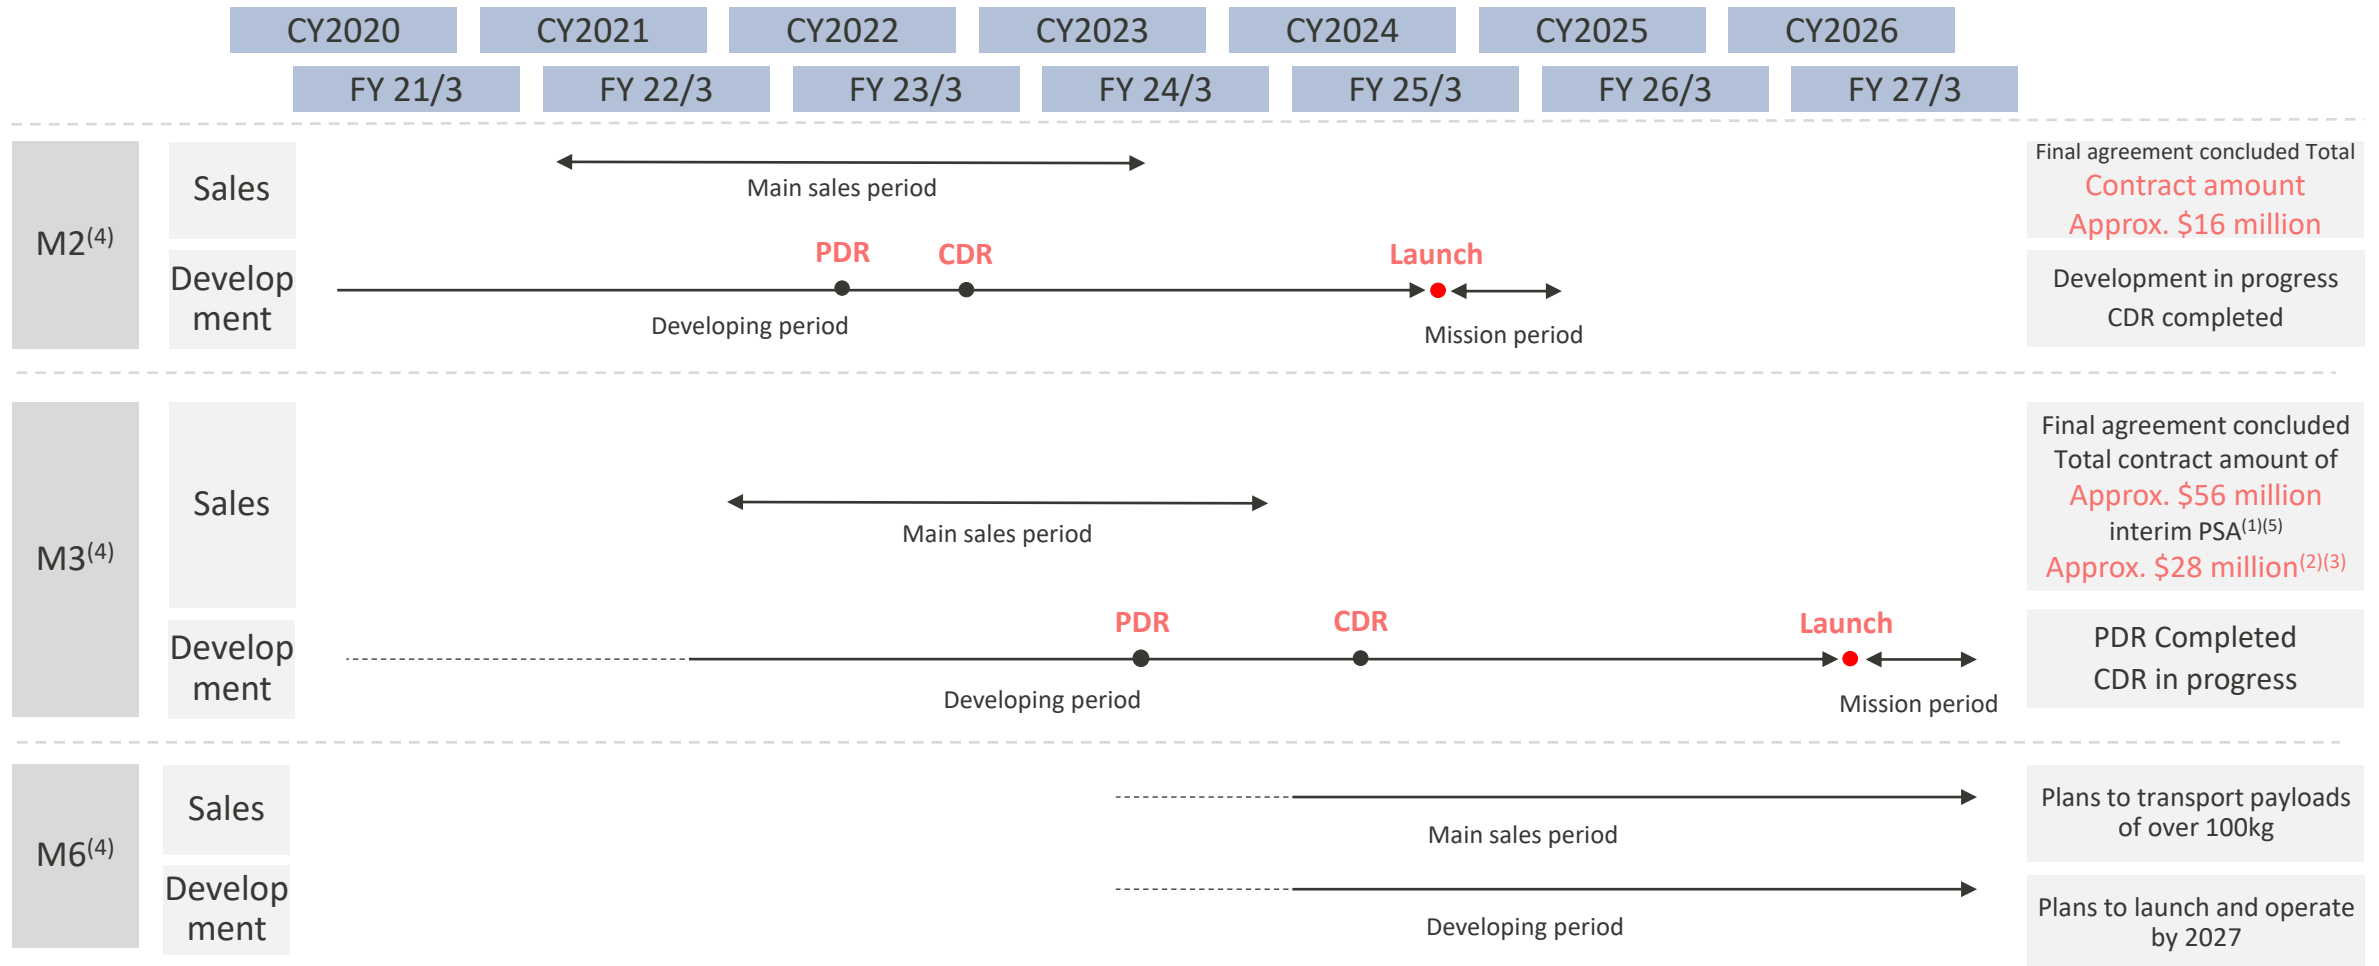 CY2020 CY2021 CY2022 CY2023 CY2024 CY2025 CY2026
FY 21/3 FY 22/3 FY 23/3 FY 24/3 FY 25/3 FY 26/3 FY 27/3
M2(4)
Sales
Main sales period
Final agreement concluded Total
Contract amount
Approx. $16 million
Develop
ment
PDR CDR Launch
Developing period
Mission period
Development in progress
CDR completed
M3(4)
Sales
Main sales period
Final agreement concluded
Total contract amount of
Approx. $56 million
interim PSA(1)(5)
Approx. $28 million(2)(3)
Develop
ment
PDR CDR Launch
Developing period
Mission period
PDR Completed
CDR in progress
M6(4)
Sales
Main sales period
Plans to transport payloads
of over 100kg
Develop
ment
Developing period
Plans to launch and operate
by 2027